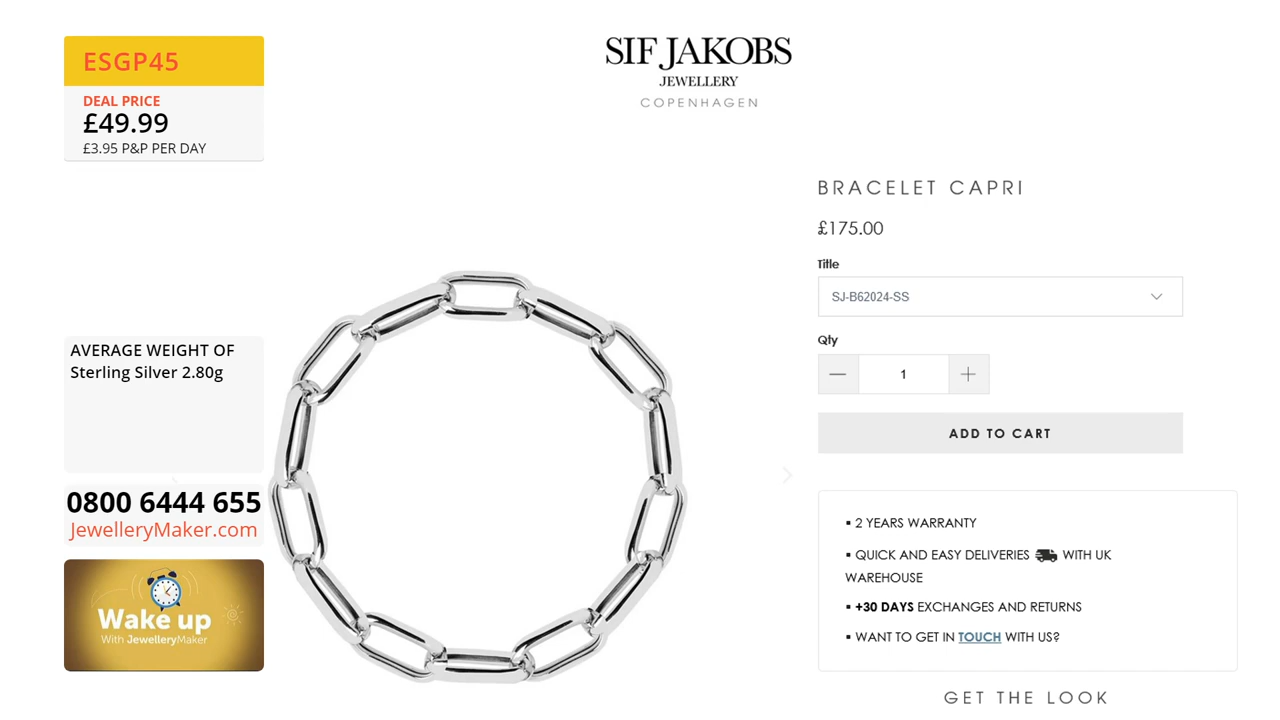 ESGP45
DEAL PRICE
£49.99
£3.95 P&P PER DAY
SIF JAKOBS
JEWELLERY
COPENHAGEN
BRACELET CAPRI
£175.00
Title
SJ-B62024-SS
Qty
1
ADD TO CART
AVERAGE WEIGHT OF
Sterling Silver 2.80g
0800 6444 655
JewelleryMaker.com
Wake up
With JewelleryMaker
▪ 2 YEARS WARRANTY
▪ QUICK AND EASY DELIVERIES WITH UK
WAREHOUSE
▪ +30 DAYS EXCHANGES AND RETURNS
▪ WANT TO GET IN TOUCH WITH US?
GET THE LOOK